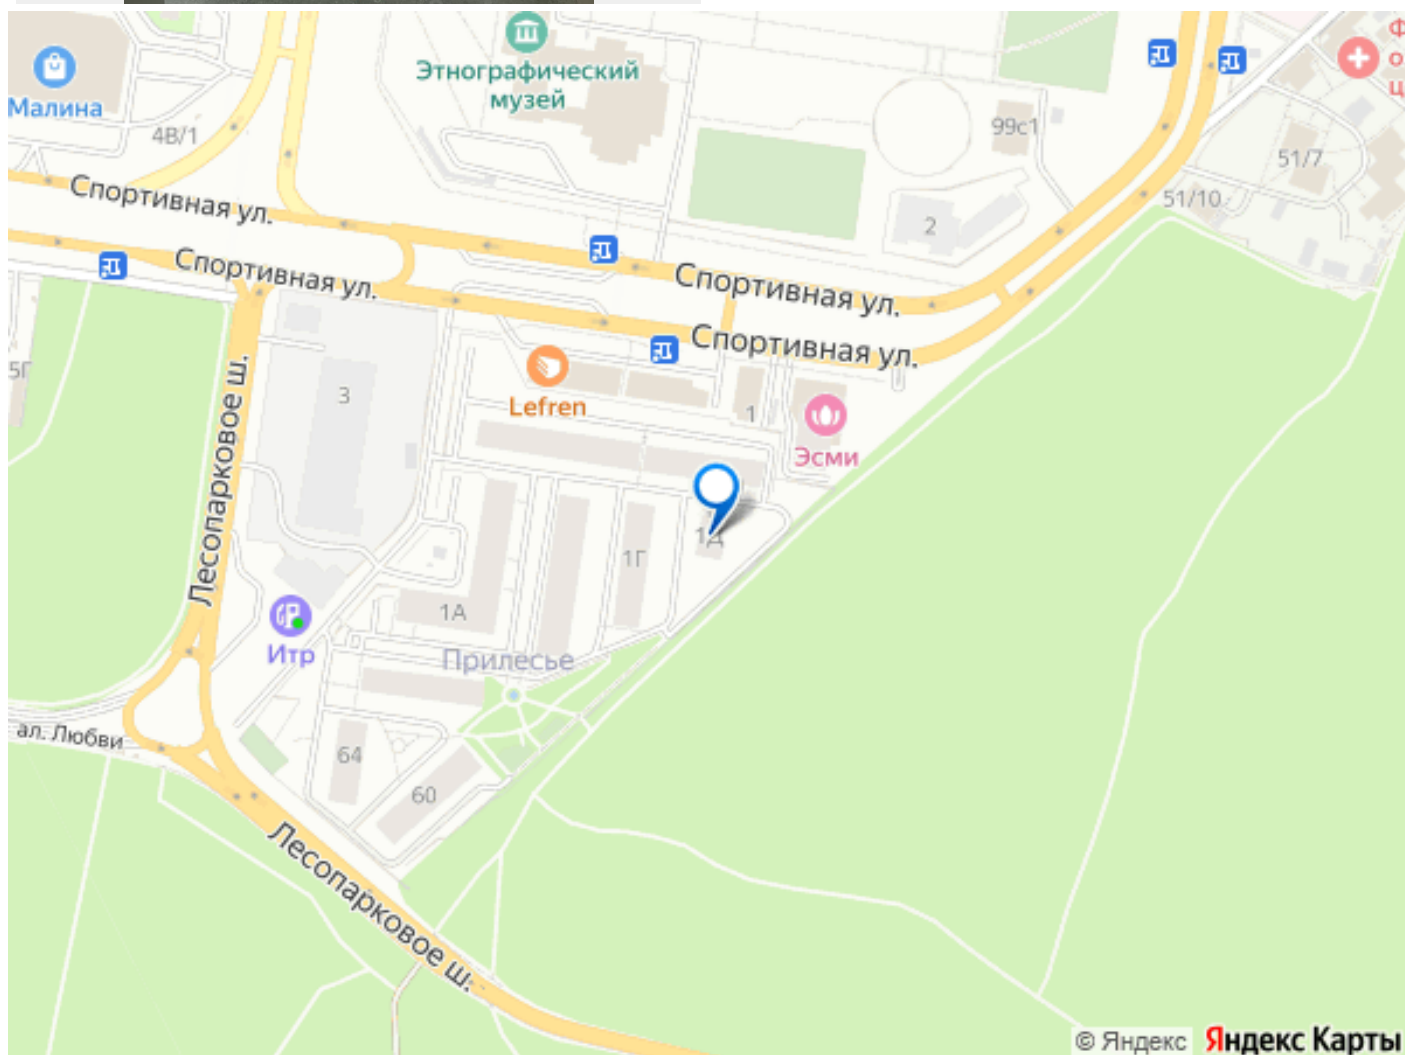 Этнографический
музей
Малина
4В/1
99с1
51/7
51/10
2
Ф
о
ц
Спортивная ул.
Спортивная ул.
Спортивная ул.
Спортивная ул.
5Г
3
Lefren
1
Эсми
Лесопарковое ш.
1Д
1Г
1А
Итр
Прилесье
ал. Любви
64
60
Лесопарковое ш.
© Яндекс Яндекс Карты